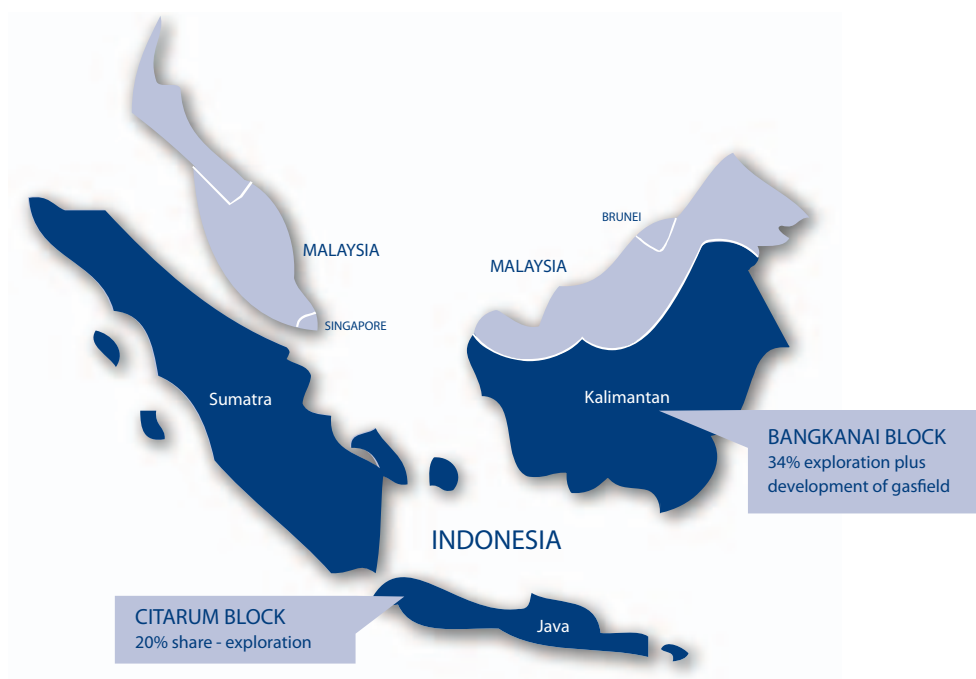 BRUNEI
MALAYSIA
MALAYSIA
SINGAPORE
Sumatra
Kalimantan
BANGKANAI BLOCK
34% exploration plus
development of gasfield
INDONESIA
CITARUM BLOCK
20% share - exploration
Java